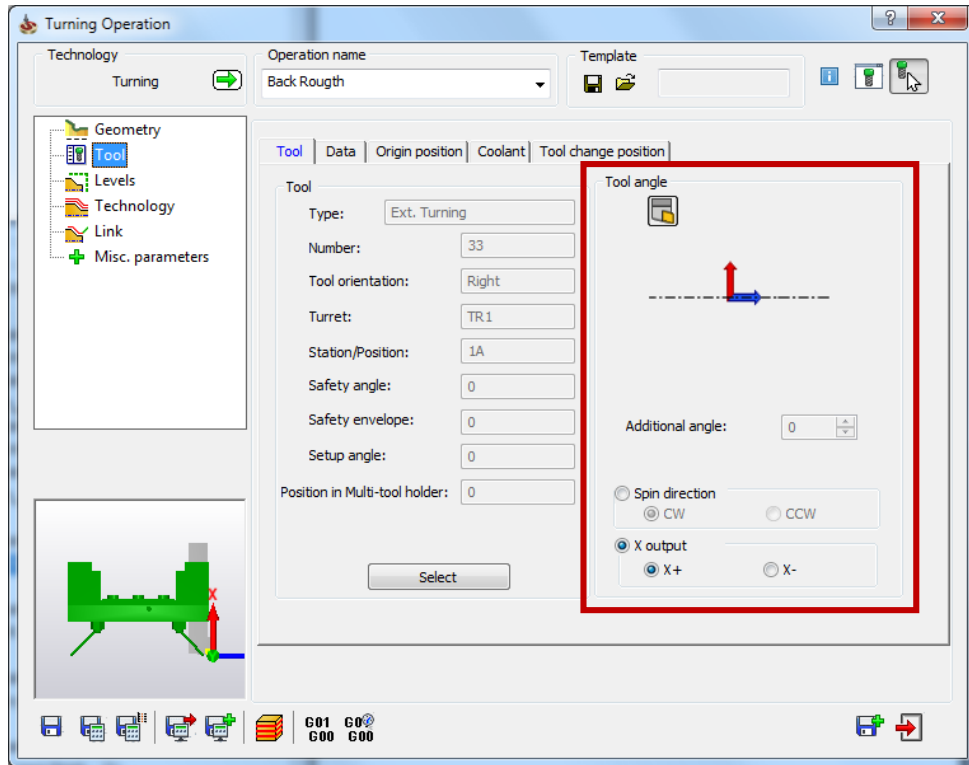 Turning Operation
Technology
Turning
Operation name
Back Rougth
Template
Geometry
Tool
Levels
Technology
Link
Misc. parameters
Tool Data Origin position Coolant Tool change position
Tool
Type: Ext. Turning
Number: 33
Tool orientation: Right
Turret: TR1
Station/Position: 1A
Safety angle: 0
Safety envelope: 0
Setup angle: 0
Position in Multi-tool holder: 0
Select
Tool angle
Additional angle: 0
Spin direction
CW CCW
X output
X+ X-
X
G01 G0
G00 G00